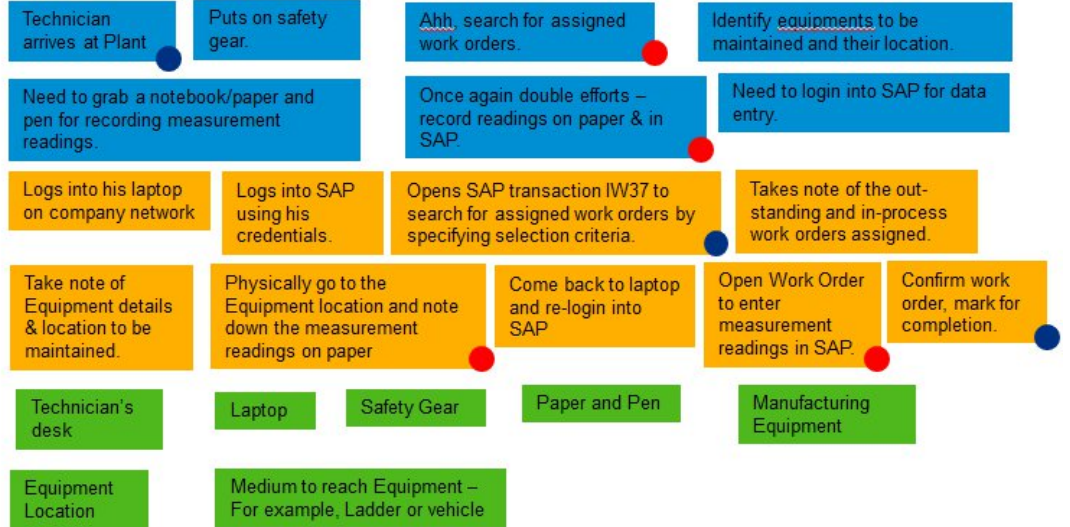 Technician
arrives at Plant
Puts on safety
gear.
Ahh, search for assigned
work orders.
Identify equipments to be
maintained and their location.
Need to grab a notebook/paper and
pen for recording measurement
readings.
Once again double efforts –
record readings on paper & in
SAP.
Need to login into SAP for data
entry.
Logs into his laptop
on company network
Logs into SAP
using his
credentials.
Opens SAP transaction IW37 to
search for assigned work orders by
specifying selection criteria.
Takes note of the out-
standing and in-process
work orders assigned.
Take note of
Equipment details
& location to be
maintained.
Physically go to the
Equipment location and note
down the measurement
readings on paper
Come back to laptop
and re-login into
SAP
Open Work Order
to enter
measurement
readings in SAP.
Confirm work
order, mark for
completion.
Technician's
desk
Laptop
Safety Gear
Paper and Pen
Manufacturing
Equipment
Equipment
Location
Medium to reach Equipment –
For example, Ladder or vehicle